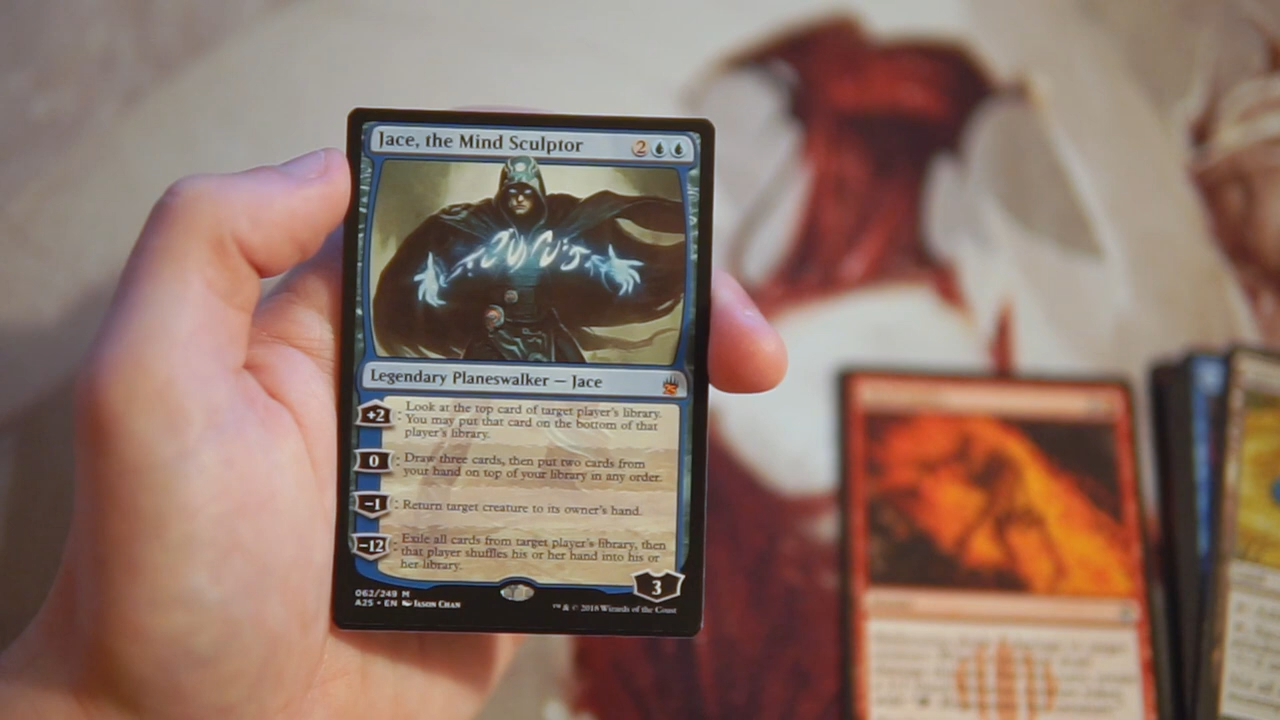 Jace, the Mind Sculptor 2
Legendary Planeswalker — Jace
+2 : Look at the top card of target player's library.
You may put that card on the bottom of that
player's library.
0 : Draw three cards, then put two cards from
your hand on top of your library in any order.
−1 : Return target creature to its owner's hand.
−12 : Exile all cards from target player's library, then
that player shuffles his or her hand into his or
her library.
3
062/249 M
A25 • EN Jason Chan
™ & © 2018 Wizards of the Coast